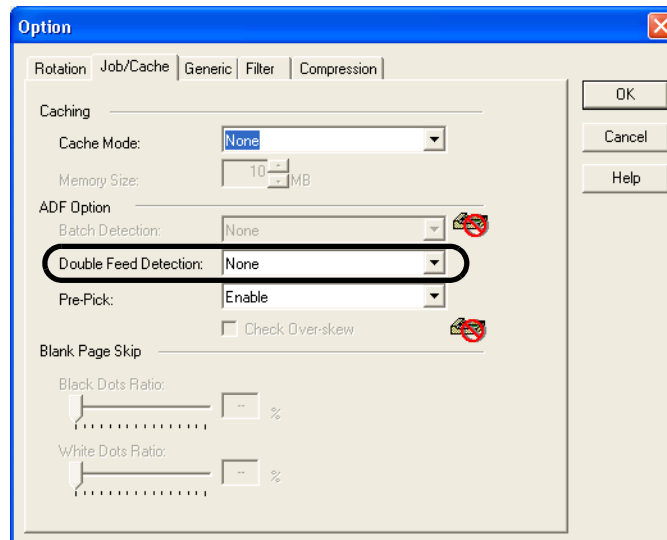 Option
Rotation Job/Cache Generic Filter Compression
OK
Cancel
Help
Caching
Cache Mode: None
Memory Size: 10 MB
ADF Option
Batch Detection: None
Double Feed Detection: None
Pre-Pick: Enable
Check Over-skew
Blank Page Skip
Black Dots Ratio:
-- %
White Dots Ratio:
-- %